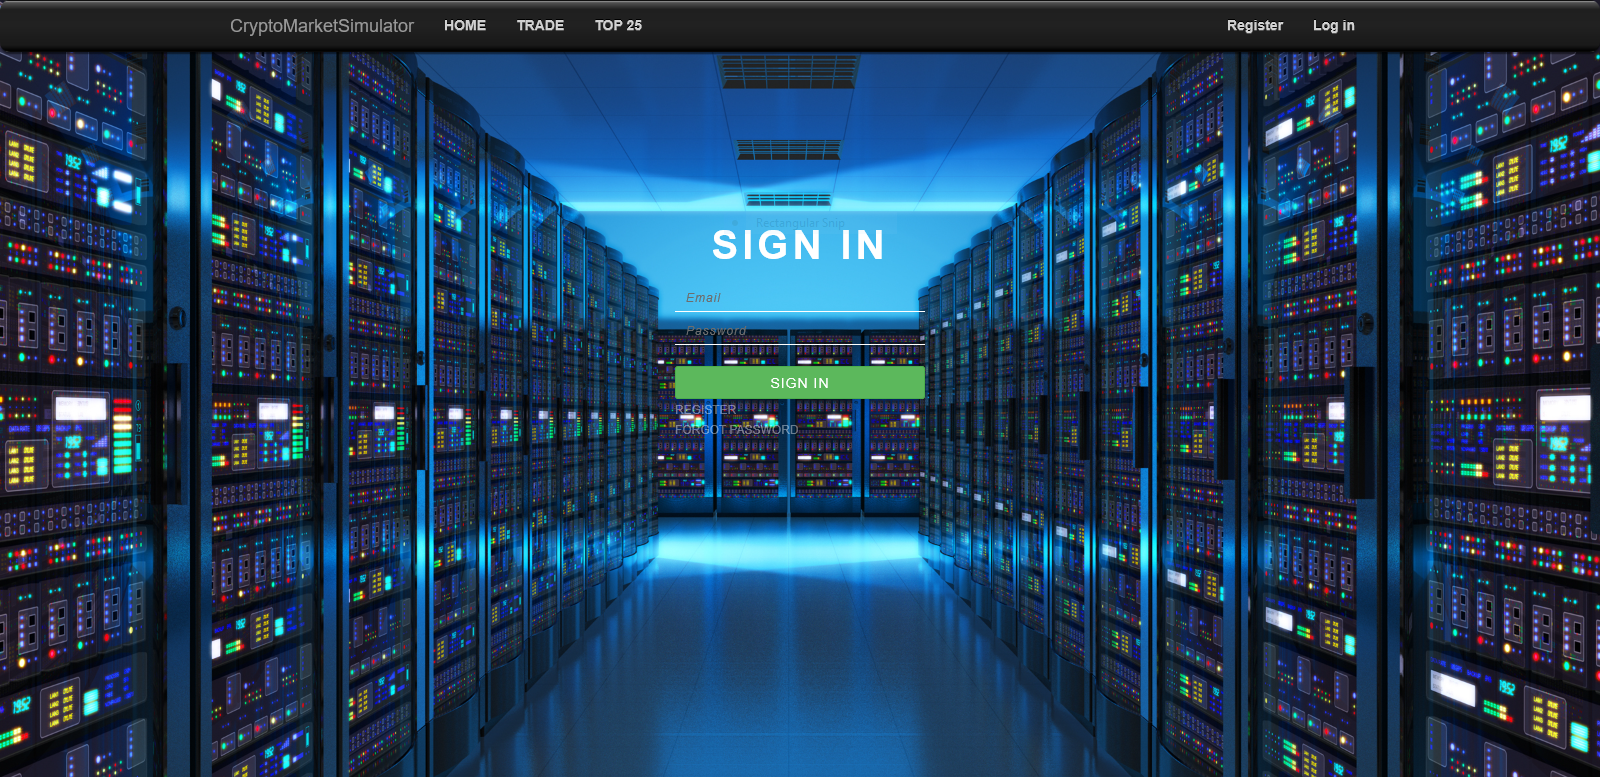 CryptoMarketSimulator HOME TRADE TOP 25 Register Log in
Rectangular Snip
SIGN IN
Email
Password
SIGN IN
REGISTER
FORGOT PASSWORD